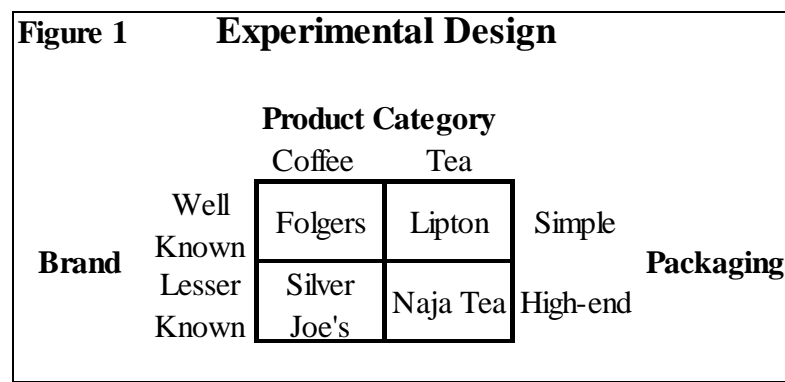 Figure 1 Experimental Design
Product Category
Coffee Tea
Well
Known
Folgers Lipton Simple
Brand Packaging
Lesser
Known
Silver
Joe's
Naja Tea High-end